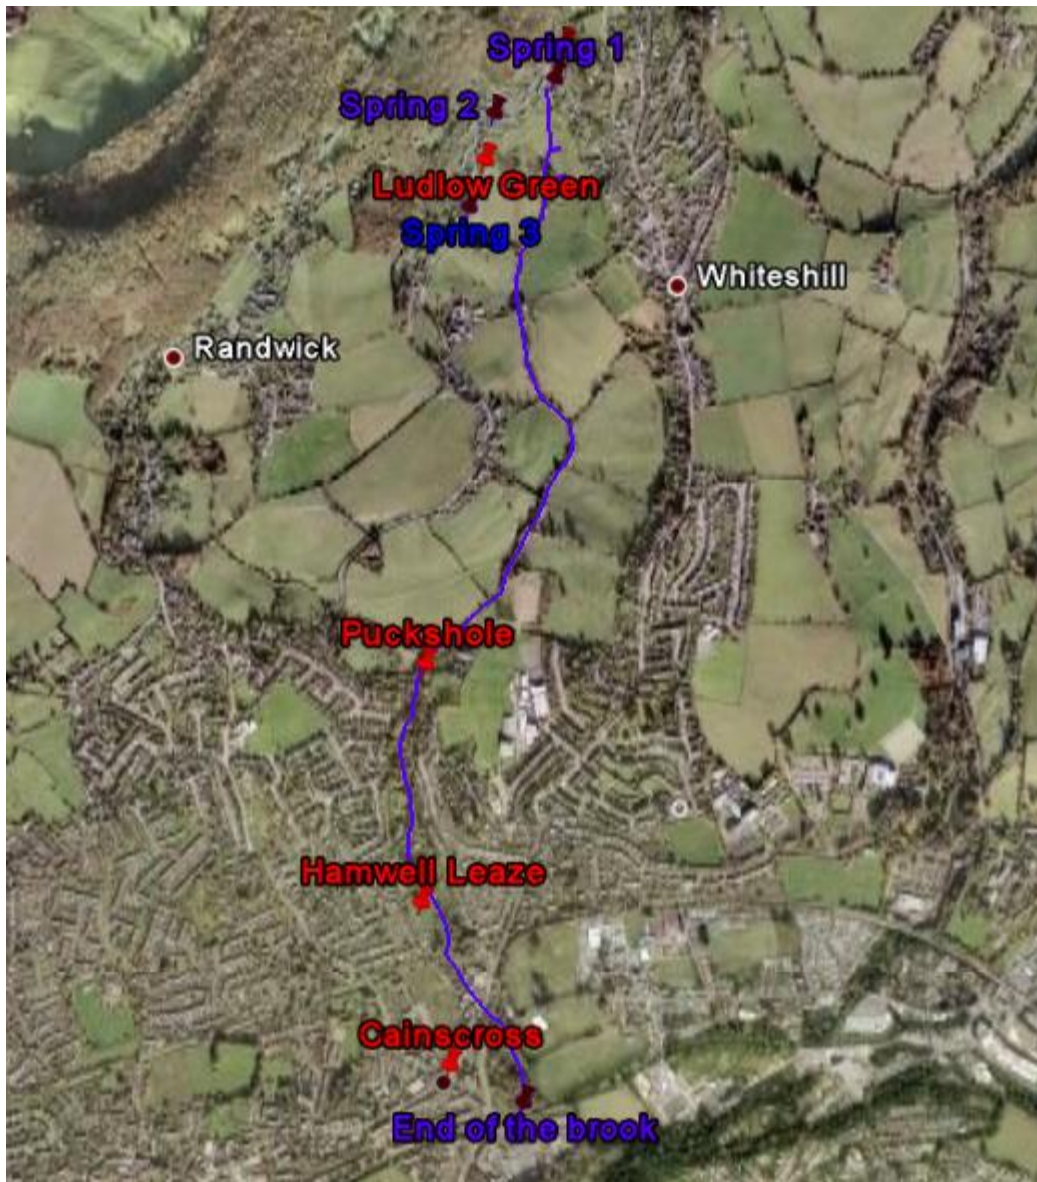 Spring 1
Spring 2
Ludlow Green
Spring 3
Whiteshill
Randwick
Puckshole
Hamwell Leaze
Cainscross
End of the brook